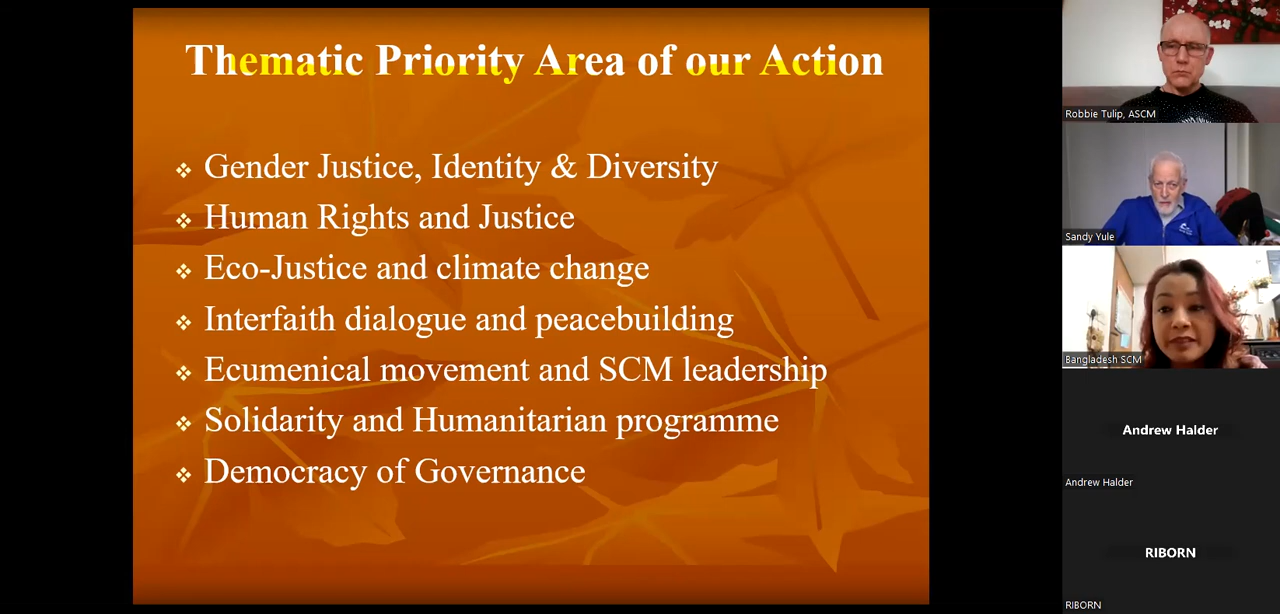 Thematic Priority Area of our Action
Gender Justice, Identity & Diversity
Human Rights and Justice
Eco-Justice and climate change
Interfaith dialogue and peacebuilding
Ecumenical movement and SCM leadership
Solidarity and Humanitarian programme
Democracy of Governance
Robbie Tulip, ASCM
Sandy Yule
Bangladesh SCM
Andrew Halder
Andrew Halder
RIBORN
RIBORN